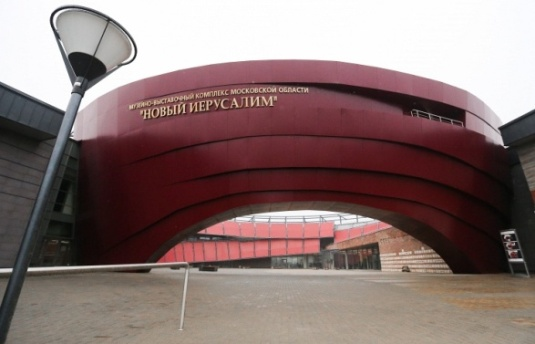 МУЗЕЙНО-ВЫСТАВОЧНЫЙ КОМПЛЕКС МОСКОВСКОЙ ОБЛАСТИ
"НОВЫЙ ИЕРУСАЛИМ"